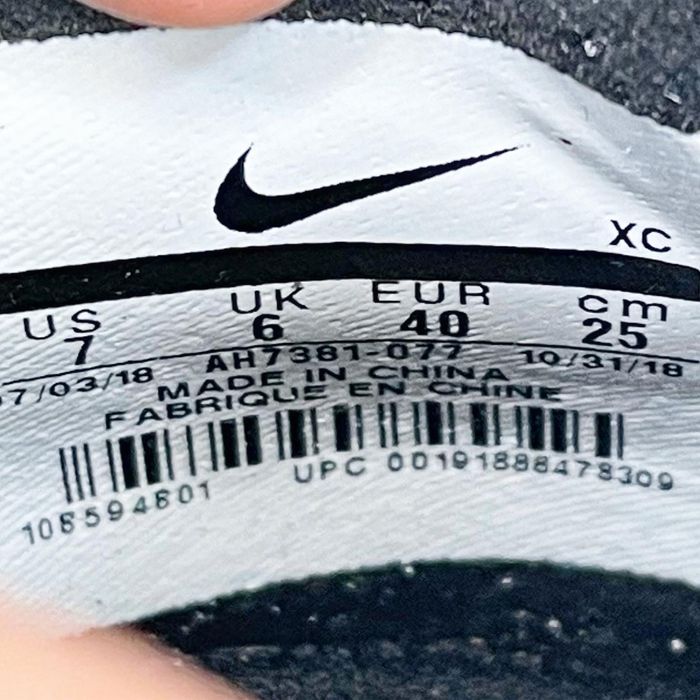 XC
US UK EUR cm
7 6 40 25
07/03/18 AH7381-077 10/31/18
MADE IN CHINA
FABRIQUE EN CHINE
UPC 00191888478309